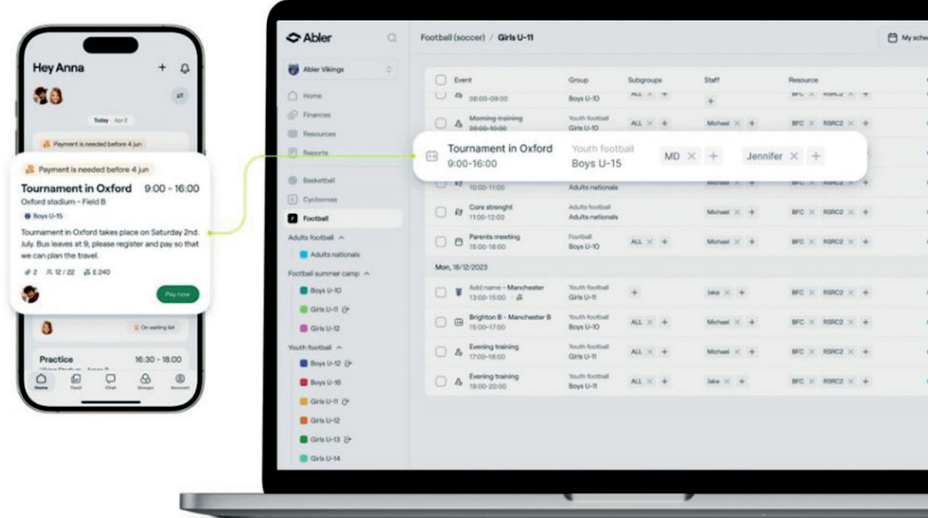 Hey Anna
Today · Apr 2
Payment is needed before 4 jun
Payment is needed before 4 jun
Tournament in Oxford 9:00 - 16:00
Oxford stadium - Field B
Boys U-15
Tournament in Oxford takes place on Saturday 2nd.
July. Bus leaves at 9, please register and pay so that
we can plan the travel.
2 12 / 22 £ 240
Pay now
On waiting list
Practice 16:30 - 18:00
Home Feed Chat Groups Account
Abler
Abler Vikings
Home
Finances
Resources
Reports
Basketball
Cyclocross
Football
Adults football
Adults nationals
Football summer camp
Boys U-10
Girls U-11
Girls U-12
Youth football
Boys U-12
Boys U-16
Girls U-11
Girls U-12
Girls U-13
Girls U-14
Football (soccer) / Girls U-11
My sche
Event Group Subgroups Staff Resource
08:00-09:00 Boys U-10 ALL × + + BFC × RSRC2 × +
Morning training Youth football
09:00-10:00 Girls U-10 ALL × + Michael × + BFC × RSRC2 × +
Tournament in Oxford Youth football
9:00-16:00 Boys U-15 MD × + Jennifer × +
10:00-11:00 Adults nationals
Core strenght Adults football
11:00-12:00 Adults nationals Michael × + BFC × RSRC2 × +
Parents meeting Football
15:00-16:00 Boys U-10 ALL × + Michael × + BFC × RSRC2 × +
Mon, 18/12/2023
Add name - Manchester Youth football
13:00-15:00 Girls U-11 + Jake × + BFC × RSRC2 × +
Brighton B - Manchester B Youth football
15:00-17:00 Boys U-10 ALL × + Michael × + BFC × RSRC2 × +
Evening training Youth football
17:00-18:00 Girls U-11 ALL × + Michael × + BFC × RSRC2 × +
Evening training Youth football
19:00-20:00 Boys U-11 ALL × + Jake × + BFC × RSRC2 × +